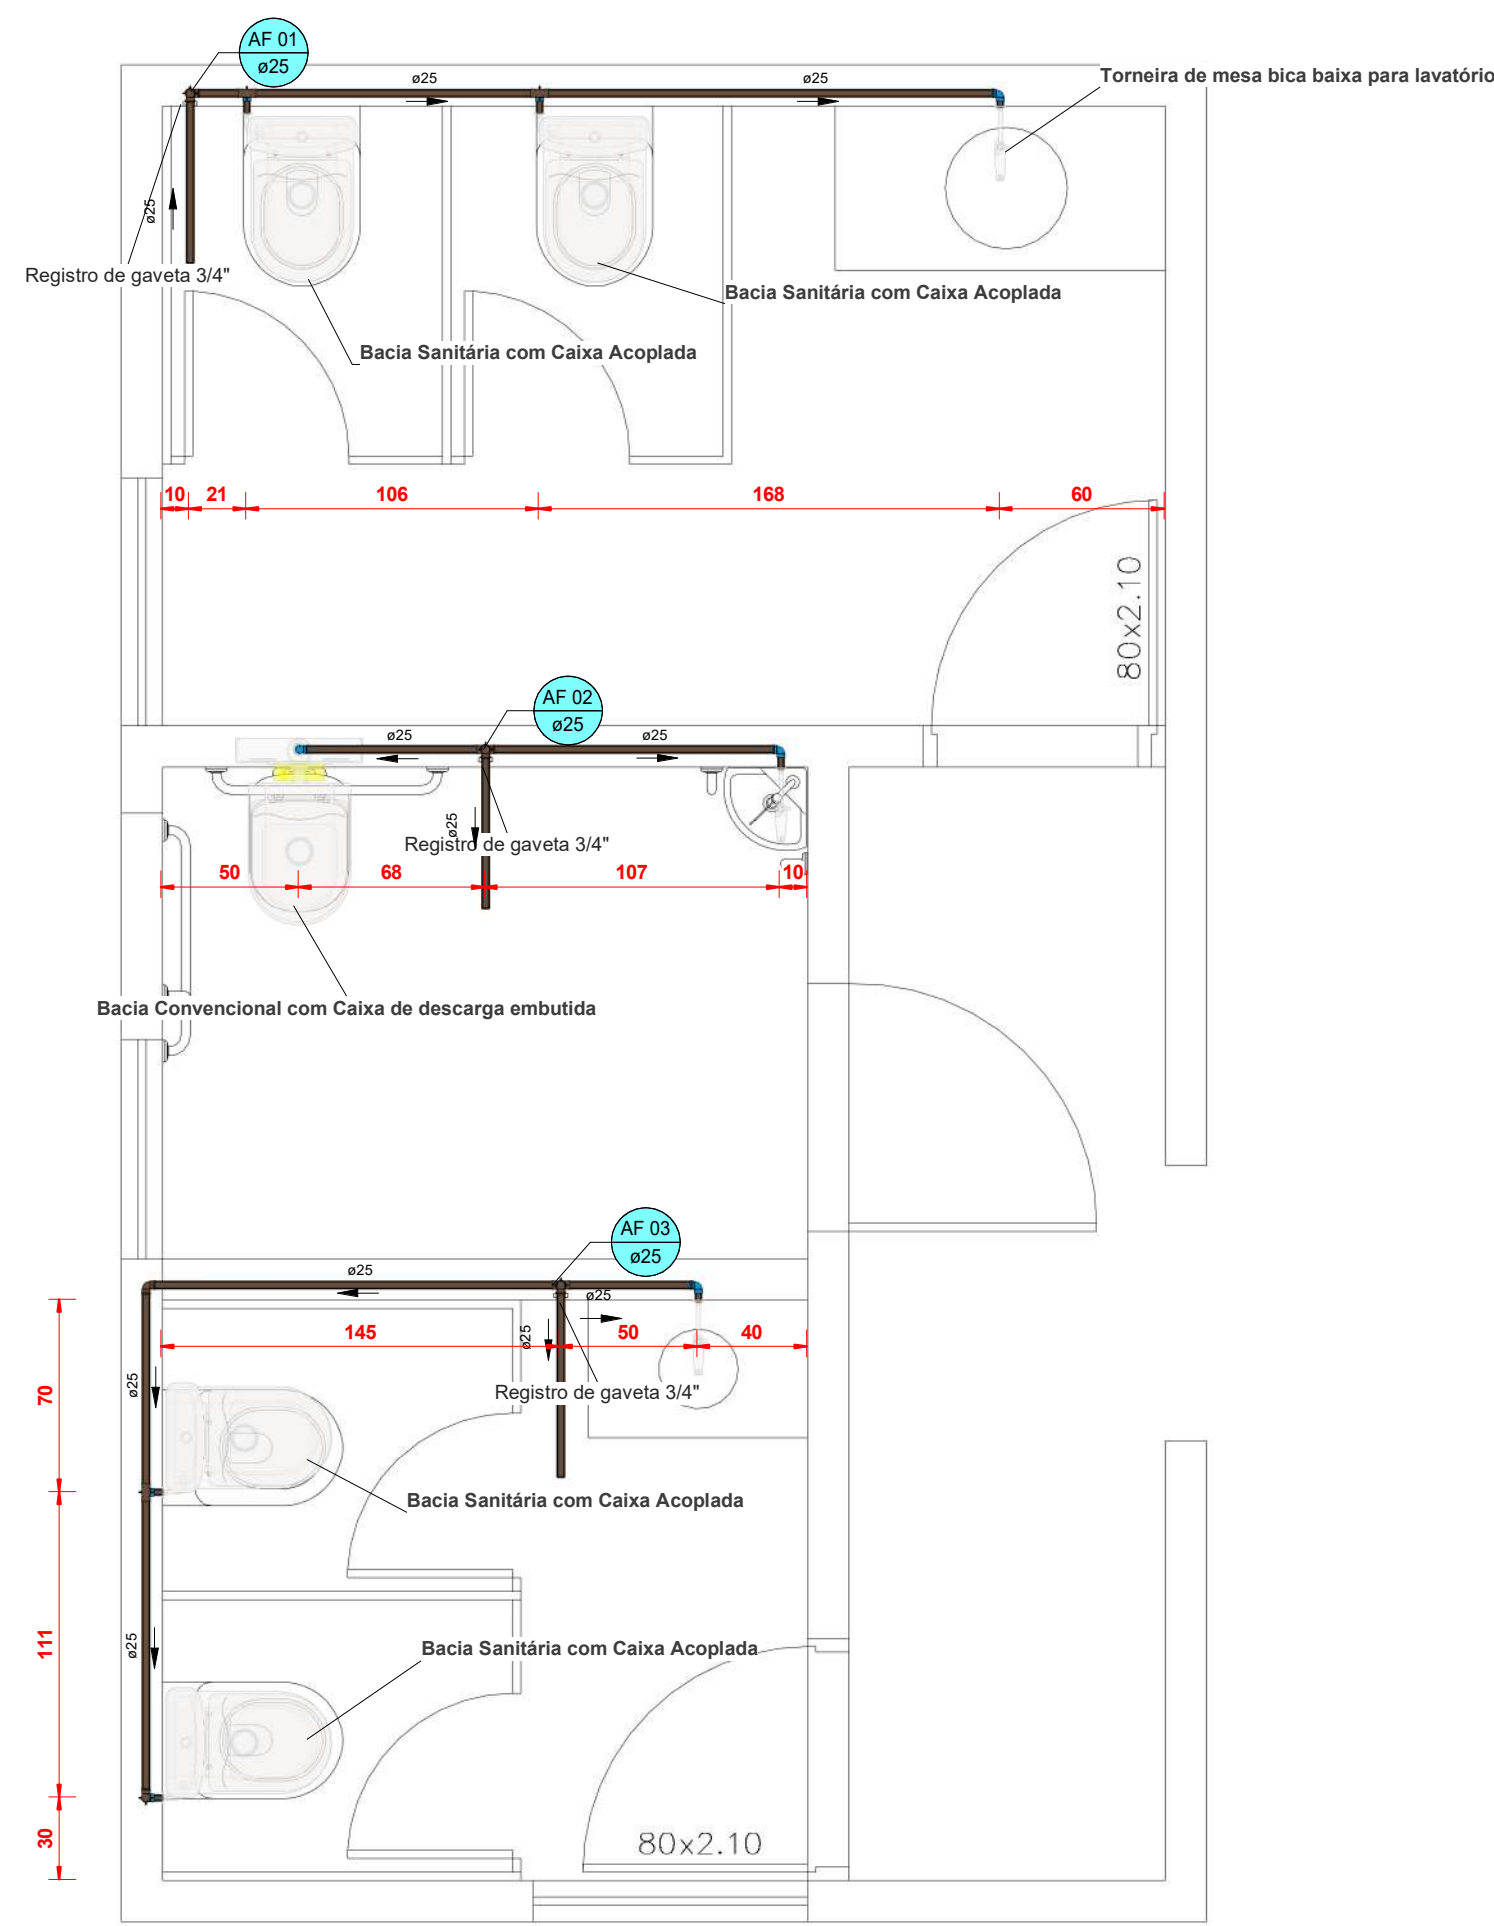 AF 01
ø25
ø25
ø25
Torneira de mesa bica baixa para lavatório
ø25
Registro de gaveta 3/4"
Bacia Sanitária com Caixa Acoplada
Bacia Sanitária com Caixa Acoplada
10
21
106
168
60
80x2.10
AF 02
ø25
ø25
ø25
ø25
Registro de gaveta 3/4"
50
68
107
10
Bacia Convencional com Caixa de descarga embutida
AF 03
ø25
ø25
ø25
ø25
145
50
40
70
ø25
Registro de gaveta 3/4"
Bacia Sanitária com Caixa Acoplada
111
ø25
Bacia Sanitária com Caixa Acoplada
30
80x2.10